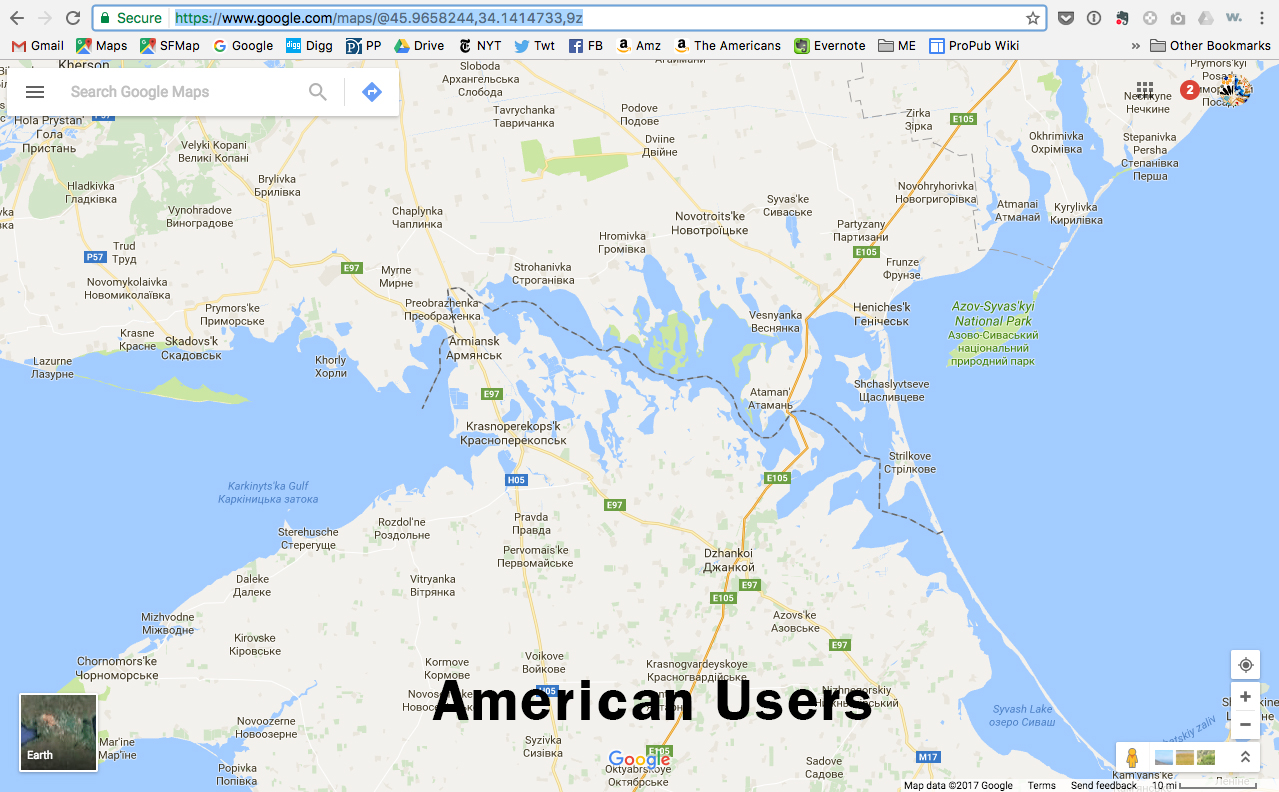 Secure https://www.google.com/maps/@45.9658244,34.1414733,9z
Gmail Maps SFMap Google Digg PP Drive NYT Twt FB Amz The Americans Evernote ME ProPub Wiki » Other Bookmarks
Kherson
Search Google Maps
2
Сло­бода
Архангельська
Слобода
Tavrychanka
Тавричанка
Podove
Подове
Dviine
Двійне
Zirka
Зірка
E105
Prymors'kyi
Nechkyne
Нечкине
Okhrimivka
Охрімівка
Stepanivka
Persha
Степанівка
Перша
Hola Prystan'
Гола
Пристань
P57
Velyki Kopani
Великі Копані
Hladkivka
Гладківка
Brylivka
Брилівка
Vynohradove
Виноградове
Chaplynka
Чаплинка
Novotroits'ke
Новотроїцьке
Syvas'ke
Сиваське
Novohryhorivka
Новогригорівка
Atmanai
Атманай
Kyrylivka
Кирилівка
Partyzany
Партизани
E105
Hromivka
Громівка
Trud
Труд
P57
E97
Myrne
Мирне
Strohanivka
Строганівка
Frunze
Фрунзе
Novomykolaivka
Новомиколаївка
Prymors'ke
Приморське
Preobrazhenka
Преображенка
Vesnyanka
Веснянка
Heniches'k
Генічеськ
Azov-Syvas'kyi
National Park
Азово-Сиваський
національний
природний парк
Krasne
Красне
Skadovs'k
Скадовськ
Armiansk
Армянськ
Lazurne
Лазурне
Khorly
Хорли
E97
Ataman'
Атамань
Shchaslyvtseve
Щасливцеве
Krasnoperekops'k
Красноперекопськ
Strilkove
Стрілкове
H05
E105
E97
Karkinyts'ka Gulf
Каркіницька затока
Rozdol'ne
Роздольне
Pravda
Правда
Sterehusche
Стерегуще
Pervomais'ke
Первомайське
Dzhankoi
Джанкой
E97
E105
Daleke
Далеке
Vitryanka
Вітрянка
Mizhvodne
Міжводне
Azovs'ke
Азовське
E97
Kirovske
Кіровське
Chornomors'ke
Чорноморське
Kormove
Кормове
Voikove
Войкове
Krasnogvardeyskoye
Красногвардійське
H05
American Users
Syvash Lake
озеро Сиваш
Novoozerne
Новоозерне
Mar'ine
Мар'їне
Earth
Syzivka
Сизівка
Google
E105
Oktyabrs'koye
Октябрське
Sadove
Садове
M17
Popivka
Попівка
Kam'yans'ke
Map data ©2017 Google Terms Send feedback 10 mi